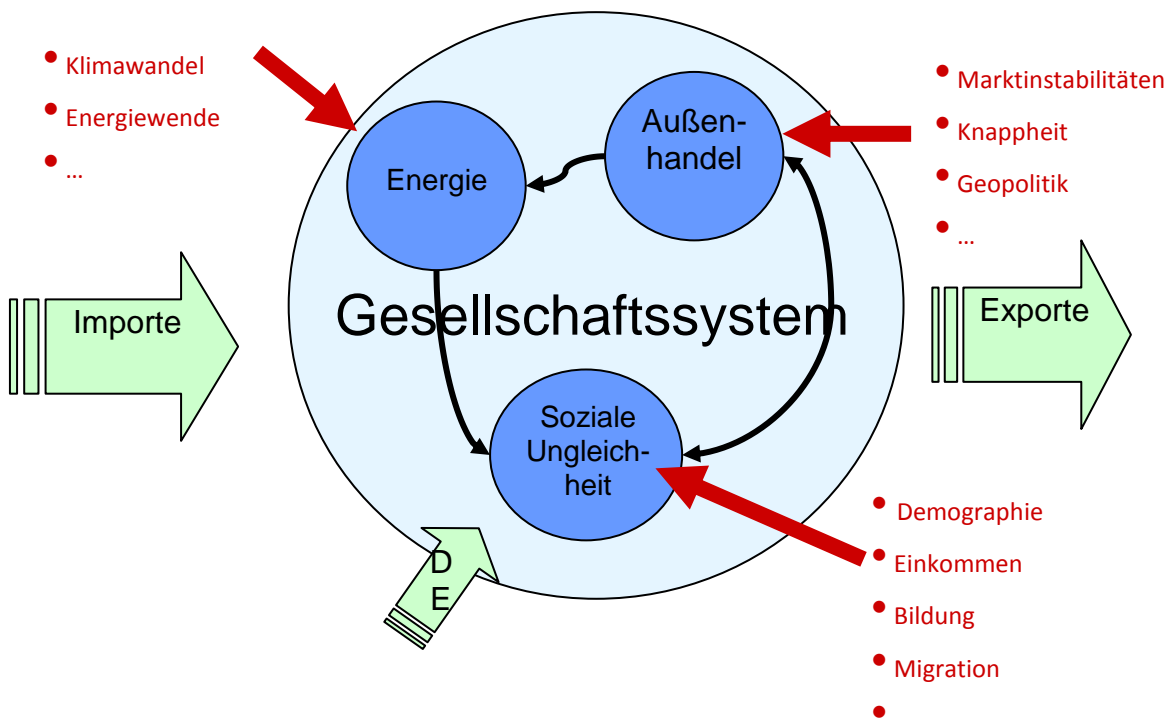 • Klimawandel
• Energiewende
• ...
• Marktinstabilitäten
• Knappheit
• Geopolitik
• ...
Außen-
handel
Energie
Importe
Gesellschaftssystem
Exporte
Soziale
Ungleich-
heit
D
E
• Demographie
• Einkommen
• Bildung
• Migration
•